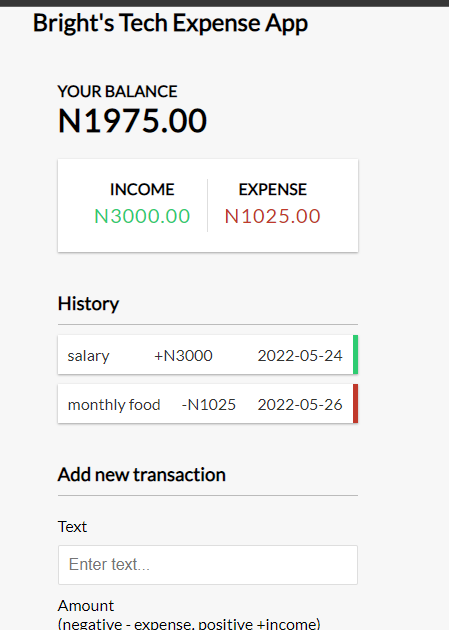 Bright's Tech Expense App
YOUR BALANCE
N1975.00
INCOME EXPENSE
N3000.00 N1025.00
History
salary +N3000 2022-05-24
monthly food -N1025 2022-05-26
Add new transaction
Text
Enter text...
Amount
(negative - expense, positive +income)